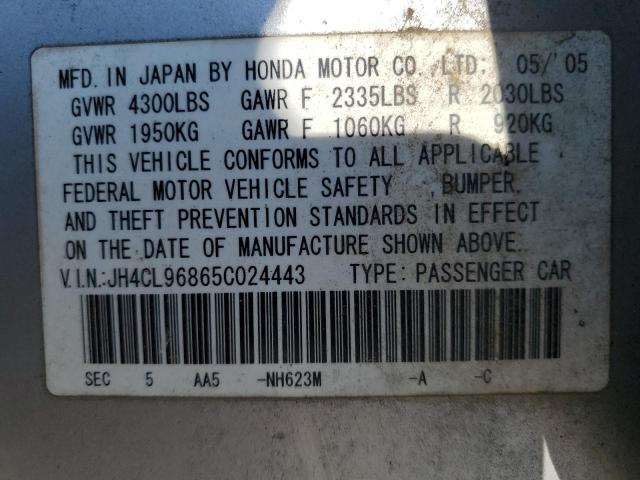 MFD. IN JAPAN BY HONDA MOTOR CO., LTD. 05/'05
GVWR 4300LBS GAWR F 2335LBS R 2030LBS
GVWR 1950KG GAWR F 1060KG R 920KG
THIS VEHICLE CONFORMS TO ALL APPLICABLE
FEDERAL MOTOR VEHICLE SAFETY , BUMPER,
AND THEFT PREVENTION STANDARDS IN EFFECT
ON THE DATE OF MANUFACTURE SHOWN ABOVE.
V.I.N.:JH4CL96865C024443 TYPE: PASSENGER CAR
SEC 5 AA5 -NH623M -A -C